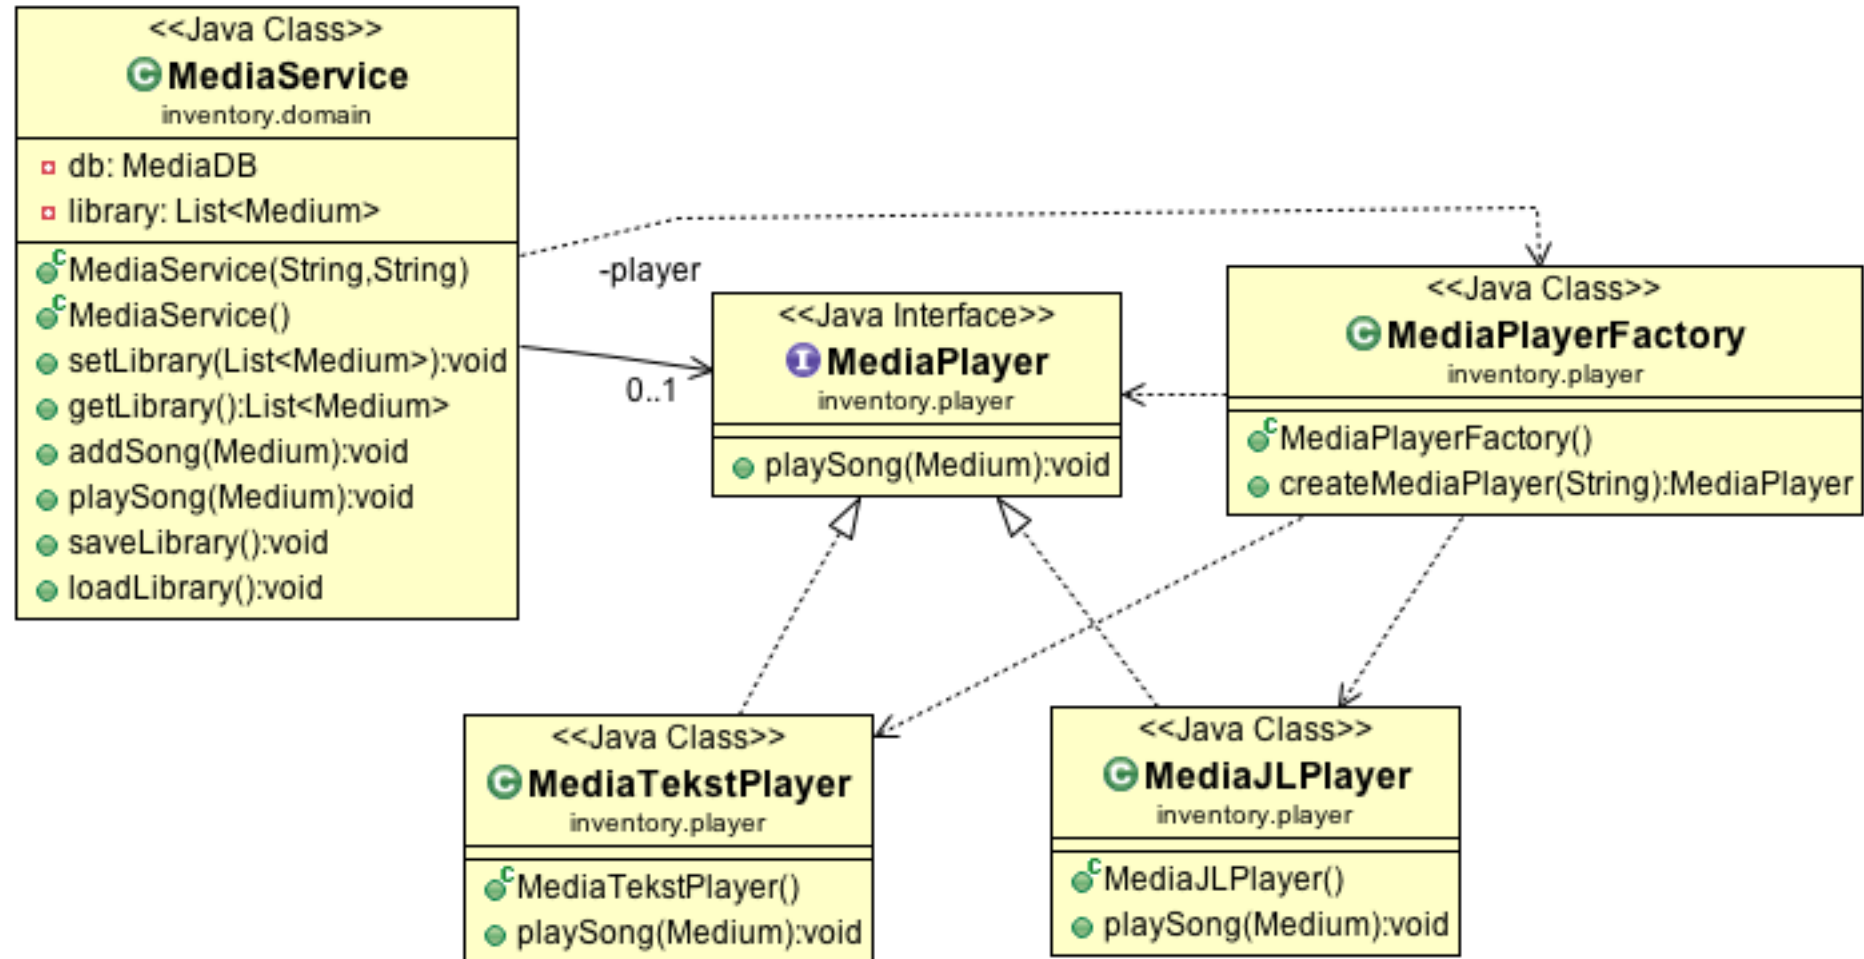 <<Java Class>>
MediaService
inventory.domain
db: MediaDB
library: List<Medium>
MediaService(String,String)
MediaService()
setLibrary(List<Medium>):void
getLibrary():List<Medium>
addSong(Medium):void
playSong(Medium):void
saveLibrary():void
loadLibrary():void
-player
0..1
<<Java Interface>>
MediaPlayer
inventory.player
playSong(Medium):void
<<Java Class>>
MediaPlayerFactory
inventory.player
MediaPlayerFactory()
createMediaPlayer(String):MediaPlayer
<<Java Class>>
MediaTekstPlayer
inventory.player
MediaTekstPlayer()
playSong(Medium):void
<<Java Class>>
MediaJLPlayer
inventory.player
MediaJLPlayer()
playSong(Medium):void